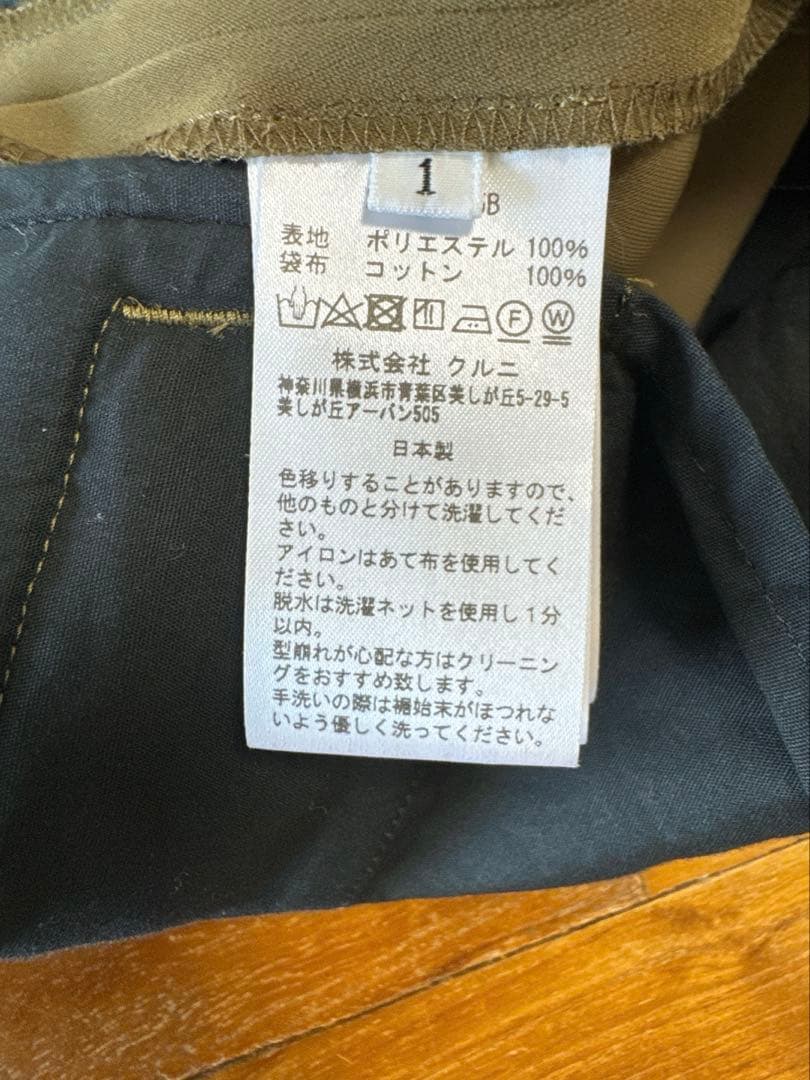 1
6B
表地 ポリエステル 100%
袋布 コットン 100%
F W
株式会社 クルニ
神奈川県横浜市青葉区美しが丘5-29-5
美しが丘アーバン505
日本製
色移りすることがありますので、
他のものと分けて洗濯してくだ
さい。
アイロンはあて布を使用してく
ださい。
脱水は洗濯ネットを使用し1分
以内。
型崩れが心配な方はクリーニン
グをおすすめ致します。
手洗いの際は裾始末がほつれな
いよう優しく洗ってください。